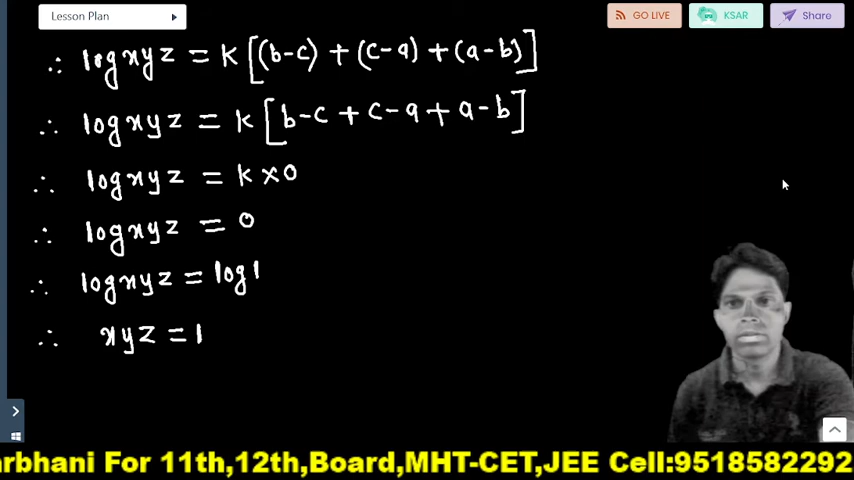 Lesson Plan
GO LIVE
KSAR
Share
∴ log xyz = k[(b-c) + (c-a) + (a-b)]
∴ log xyz = k[b-c + c-a + a-b]
∴ log xyz = k×0
∴ log xyz = 0
∴ log xyz = log 1
∴ xyz = 1
arbhani For 11th,12th,Board,MHT-CET,JEE Cell:9518582292